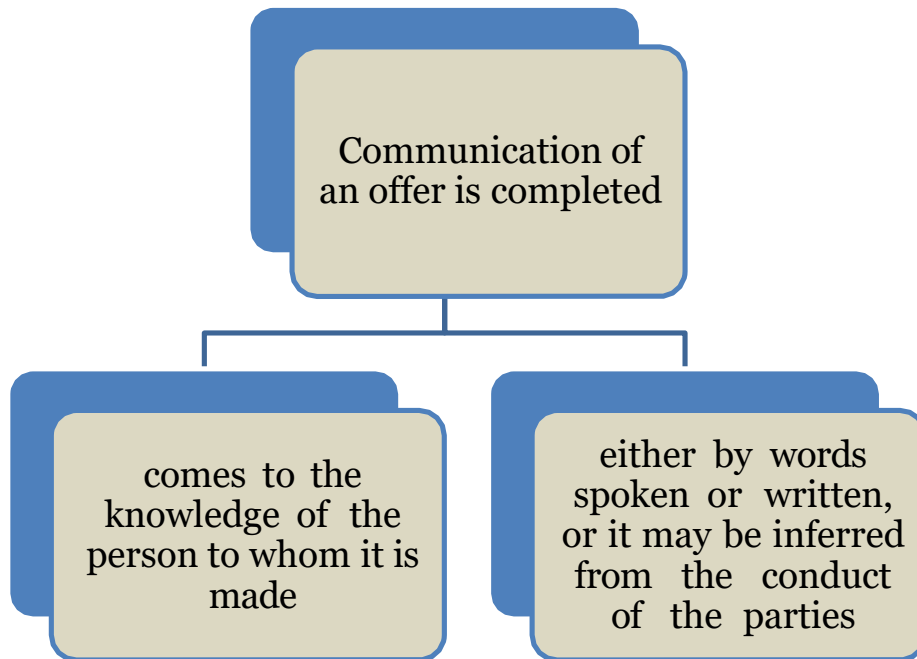 Communication of
an offer is completed
comes to the
knowledge of the
person to whom it is
made
either by words
spoken or written,
or it may be inferred
from the conduct
of the parties